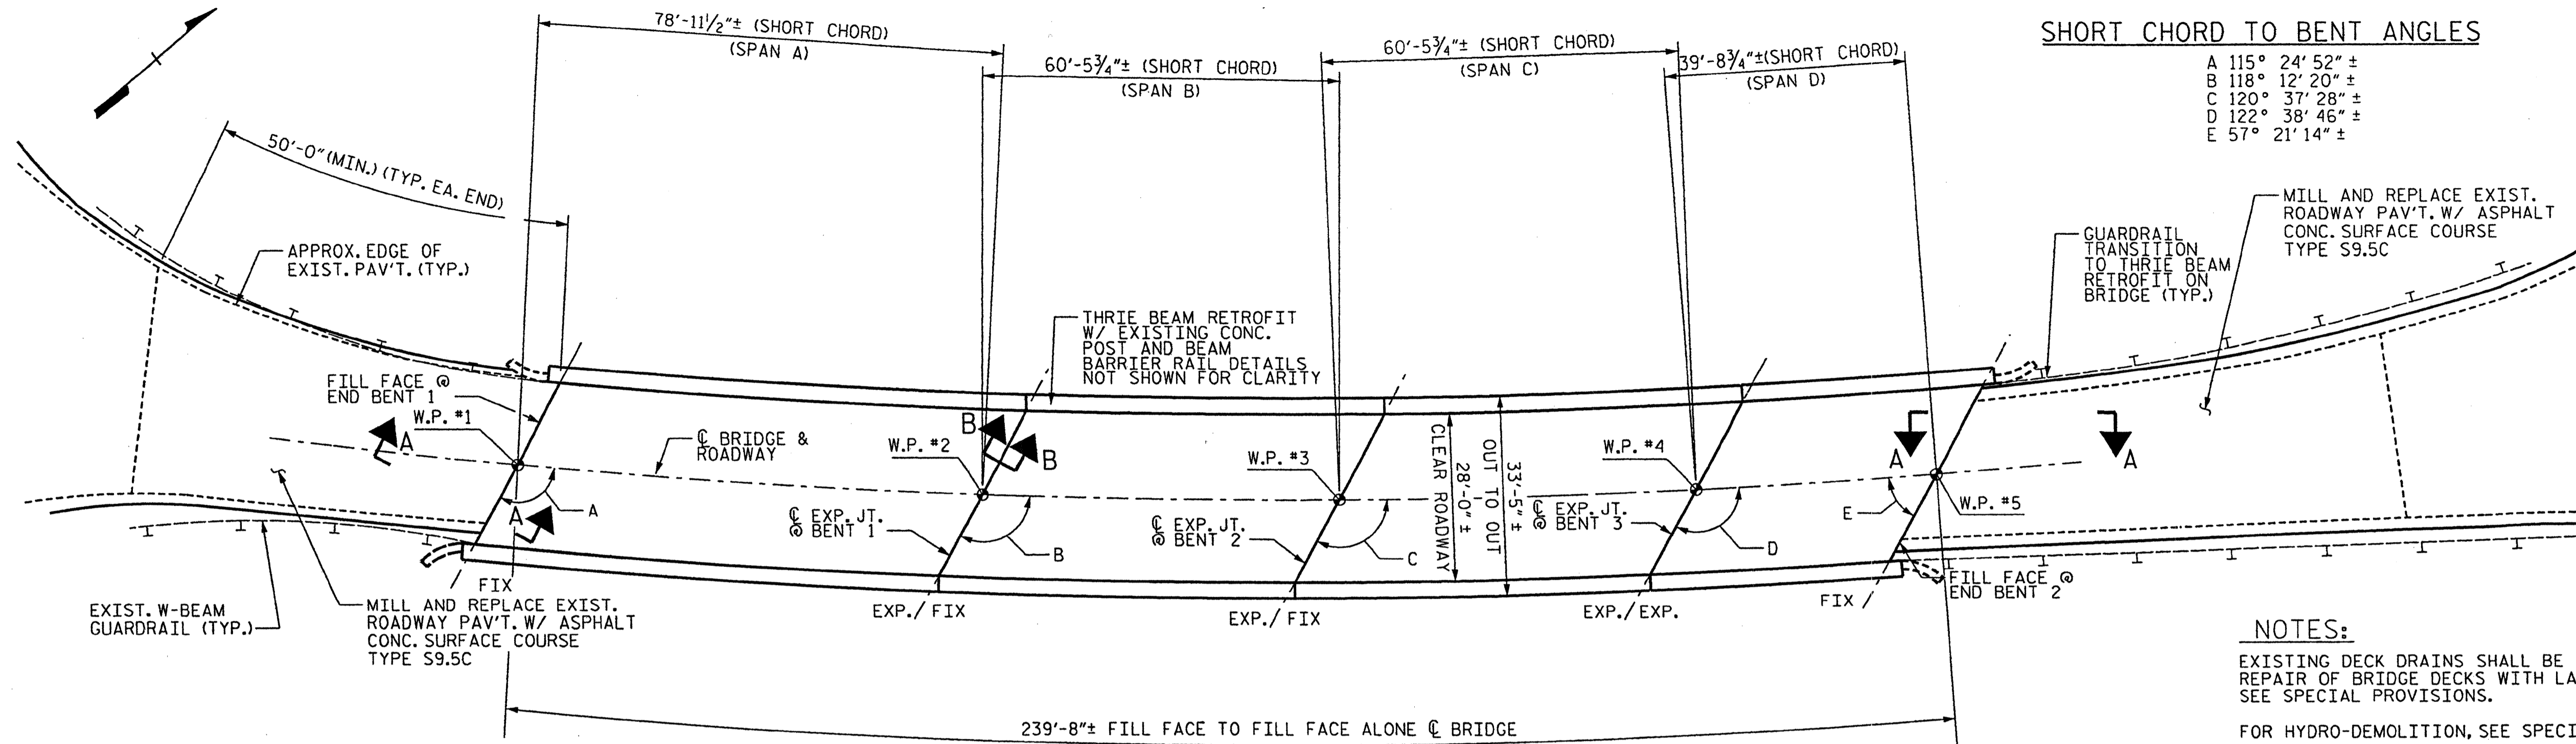 78'-11 1/2"± (SHORT CHORD)
(SPAN A)
60'-5 3/4"± (SHORT CHORD)
(SPAN B)
60'-5 3/4"± (SHORT CHORD)
(SPAN C)
39'-8 3/4"±(SHORT CHORD)
(SPAN D)
SHORT CHORD TO BENT ANGLES
A 115° 24' 52" ±
B 118° 12' 20" ±
C 120° 37' 28" ±
D 122° 38' 46" ±
E 57° 21' 14" ±
50'-0" (MIN.) (TYP. EA. END)
APPROX. EDGE OF
EXIST. PAV'T. (TYP.)
MILL AND REPLACE EXIST.
ROADWAY PAV'T. W/ ASPHALT
CONC. SURFACE COURSE
TYPE S9.5C
GUARDRAIL
TRANSITION
TO THRIE BEAM
RETROFIT ON
BRIDGE (TYP.)
THRIE BEAM RETROFIT
W/ EXISTING CONC.
POST AND BEAM
BARRIER RAIL DETAILS
NOT SHOWN FOR CLARITY
FILL FACE @
END BENT 1
W.P. #1
A
℄ BRIDGE &
ROADWAY
W.P. #2
B
B
W.P. #3
CLEAR ROADWAY
28'-0" ±
OUT TO OUT
33'-5" ±
W.P. #4
A
A
W.P. #5
A
A
℄ EXP. JT.
@ BENT 1
B
℄ EXP. JT.
@ BENT 2
C
℄ EXP. JT.
@ BENT 3
D
E
FIX
EXP./ FIX
EXP./ FIX
EXP./ EXP.
FIX
FILL FACE @
END BENT 2
EXIST. W-BEAM
GUARDRAIL (TYP.)
MILL AND REPLACE EXIST.
ROADWAY PAV'T. W/ ASPHALT
CONC. SURFACE COURSE
TYPE S9.5C
239'-8"± FILL FACE TO FILL FACE ALONE ℄ BRIDGE
NOTES:
EXISTING DECK DRAINS SHALL BE
REPAIR OF BRIDGE DECKS WITH LA
SEE SPECIAL PROVISIONS.
FOR HYDRO-DEMOLITION, SEE SPECI